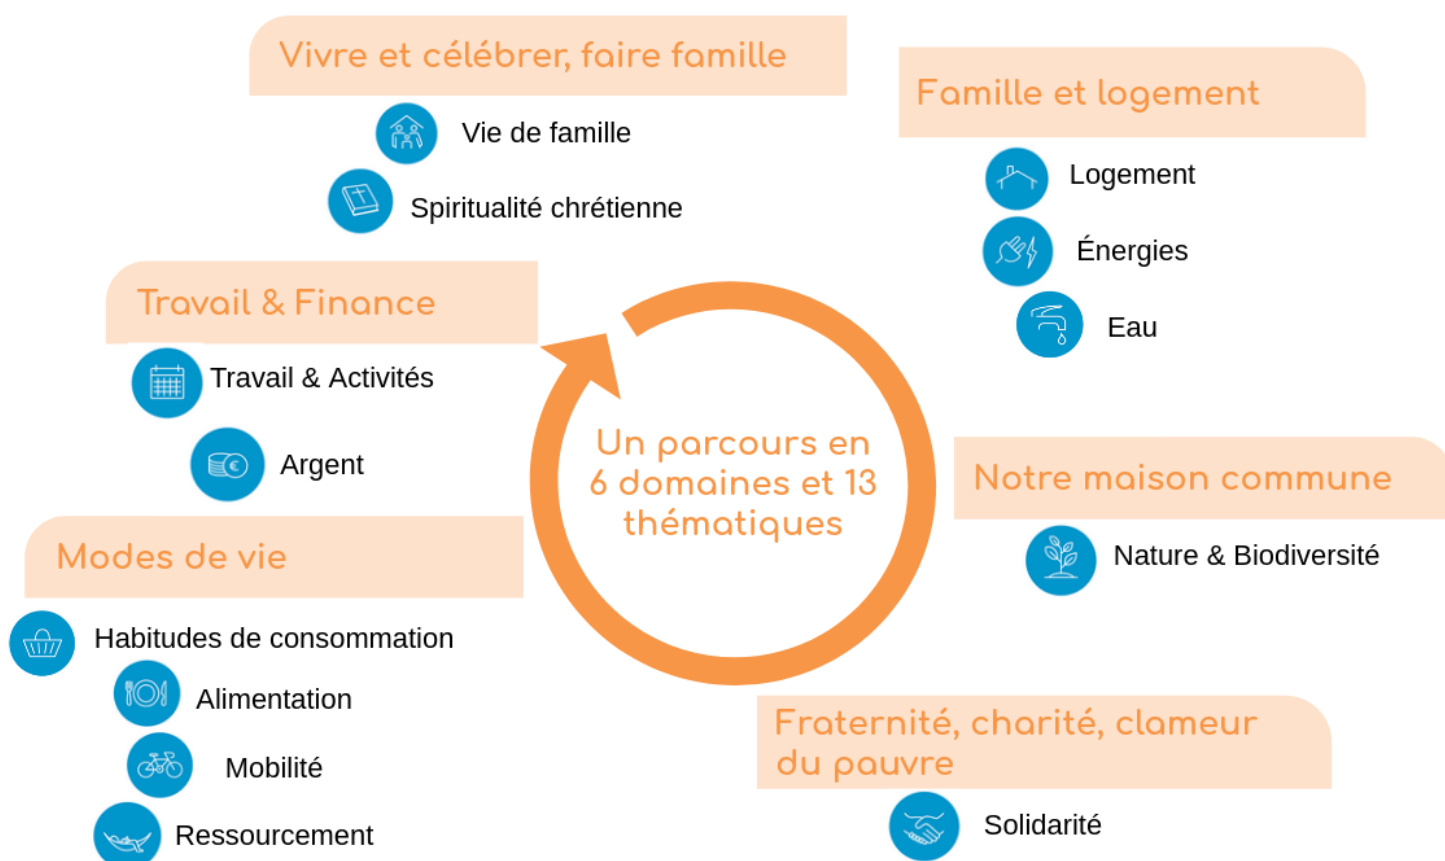 Vivre et célébrer, faire famille
Vie de famille
Spiritualité chrétienne
Famille et logement
Logement
Énergies
Eau
Travail & Finance
Travail & Activités
Argent
Un parcours en
6 domaines et 13
thématiques
Notre maison commune
Nature & Biodiversité
Modes de vie
Habitudes de consommation
Alimentation
Mobilité
Ressourcement
Fraternité, charité, clameur
du pauvre
Solidarité